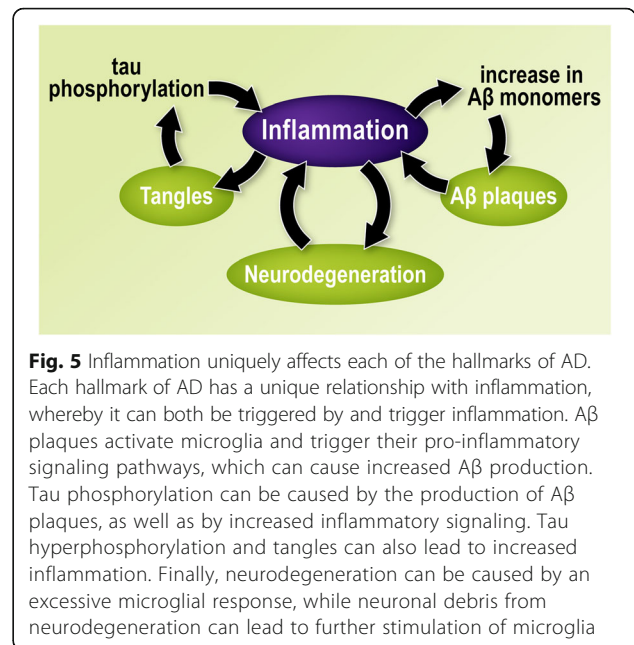 tau
phosphorylation
increase in
Aβ monomers
Inflammation
Tangles
Aβ plaques
Neurodegeneration
Fig. 5 Inflammation uniquely affects each of the hallmarks of AD.
Each hallmark of AD has a unique relationship with inflammation,
whereby it can both be triggered by and trigger inflammation. Aβ
plaques activate microglia and trigger their pro-inflammatory
signaling pathways, which can cause increased Aβ production.
Tau phosphorylation can be caused by the production of Aβ
plaques, as well as by increased inflammatory signaling. Tau
hyperphosphorylation and tangles can also lead to increased
inflammation. Finally, neurodegeneration can be caused by an
excessive microglial response, while neuronal debris from
neurodegeneration can lead to further stimulation of microglia